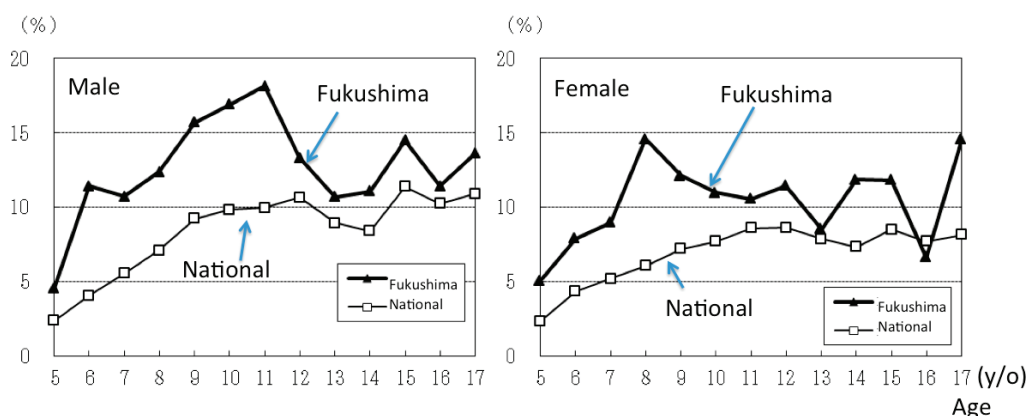 (%)
20
15
10
5
0
Male
Fukushima
National
Fukushima
National
5 6 7 8 9 10 11 12 13 14 15 16 17
(%)
20
15
10
5
0
Female
Fukushima
National
Fukushima
National
5 6 7 8 9 10 11 12 13 14 15 16 17 (y/o)
Age